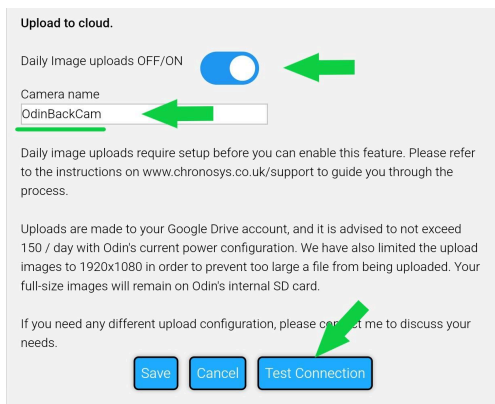 Upload to cloud.
Daily Image uploads OFF/ON
Camera name
OdinBackCam
Daily image uploads require setup before you can enable this feature. Please refer
to the instructions on www.chronosys.co.uk/support to guide you through the
process.
Uploads are made to your Google Drive account, and it is advised to not exceed
150 / day with Odin's current power configuration. We have also limited the upload
images to 1920x1080 in order to prevent too large a file from being uploaded. Your
full-size images will remain on Odin's internal SD card.
If you need any different upload configuration, please me to discuss your
needs.
Save Cancel Test Connection